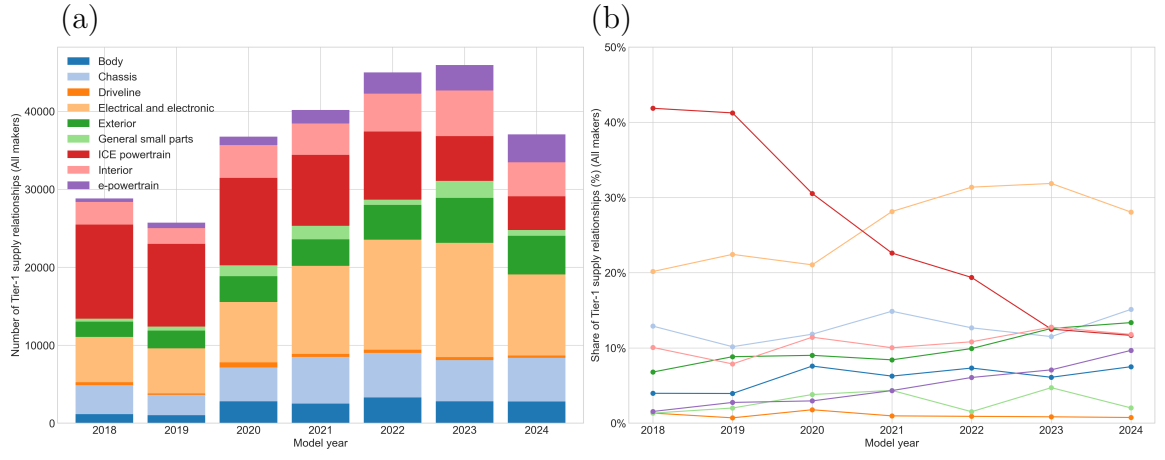 (a)
Number of Tier-1 supply relationships (All makers)
40000
30000
20000
10000
0
Body
Chassis
Driveline
Electrical and electronic
Exterior
General small parts
ICE powertrain
Interior
e-powertrain
2018 2019 2020 2021 2022 2023 2024
Model year
(b)
Share of Tier-1 supply relationships (%) (All makers)
50%
40%
30%
20%
10%
0%
2018 2019 2020 2021 2022 2023 2024
Model year